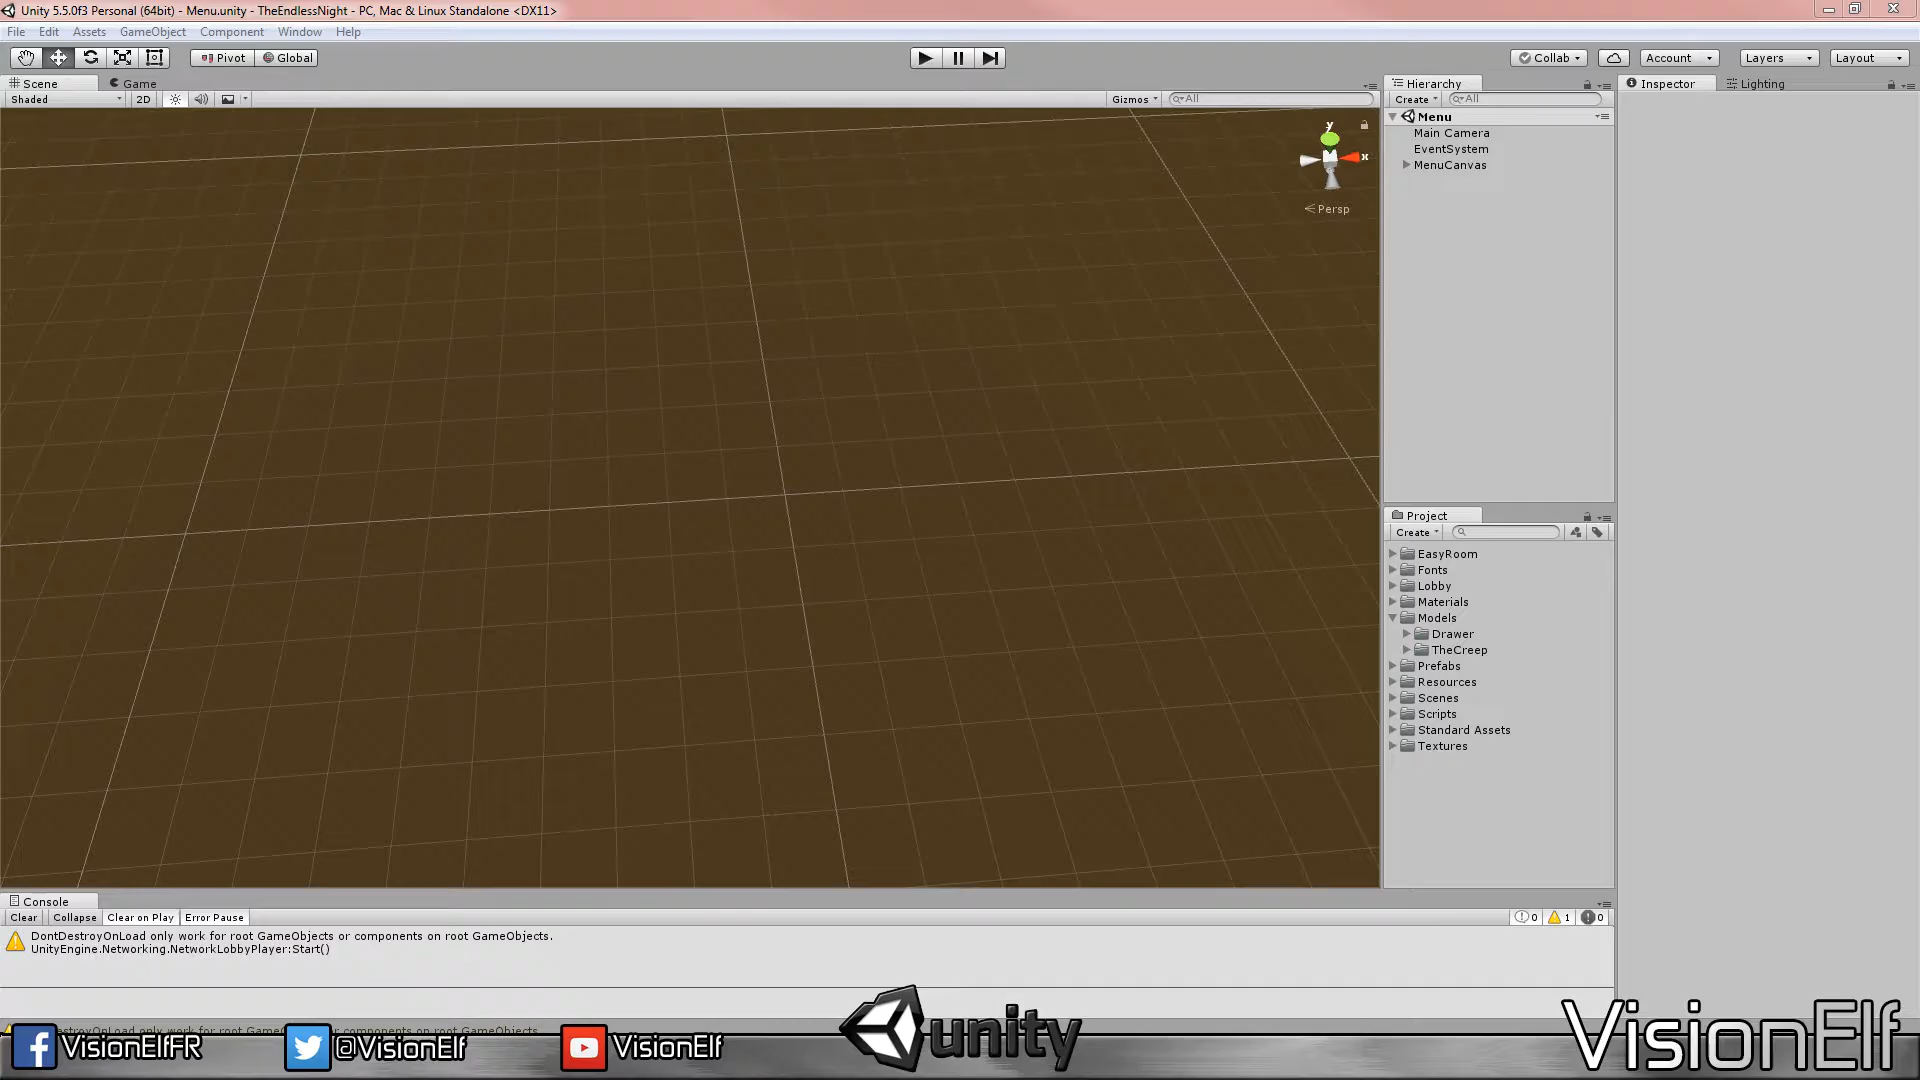 Unity 5.5.0f3 Personal (64bit) - Menu.unity - TheEndlessNight - PC, Mac & Linux Standalone <DX11>
File Edit Assets GameObject Component Window Help
Pivot Global Collab Account Layers Layout
Scene Game
Shaded 2D Gizmos All
y
x
Persp
Hierarchy
Create All
Menu
Main Camera
EventSystem
MenuCanvas
Inspector Lighting
Project
Create
EasyRoom
Fonts
Lobby
Materials
Models
Drawer
TheCreep
Prefabs
Resources
Scenes
Scripts
Standard Assets
Textures
Console
Clear Collapse Clear on Play Error Pause 0 1 0
DontDestroyOnLoad only work for root GameObjects or components on root GameObjects.
UnityEngine.Networking.NetworkLobbyPlayer:Start()
VisionElfFR @VisionElf VisionElf unity VisionElf